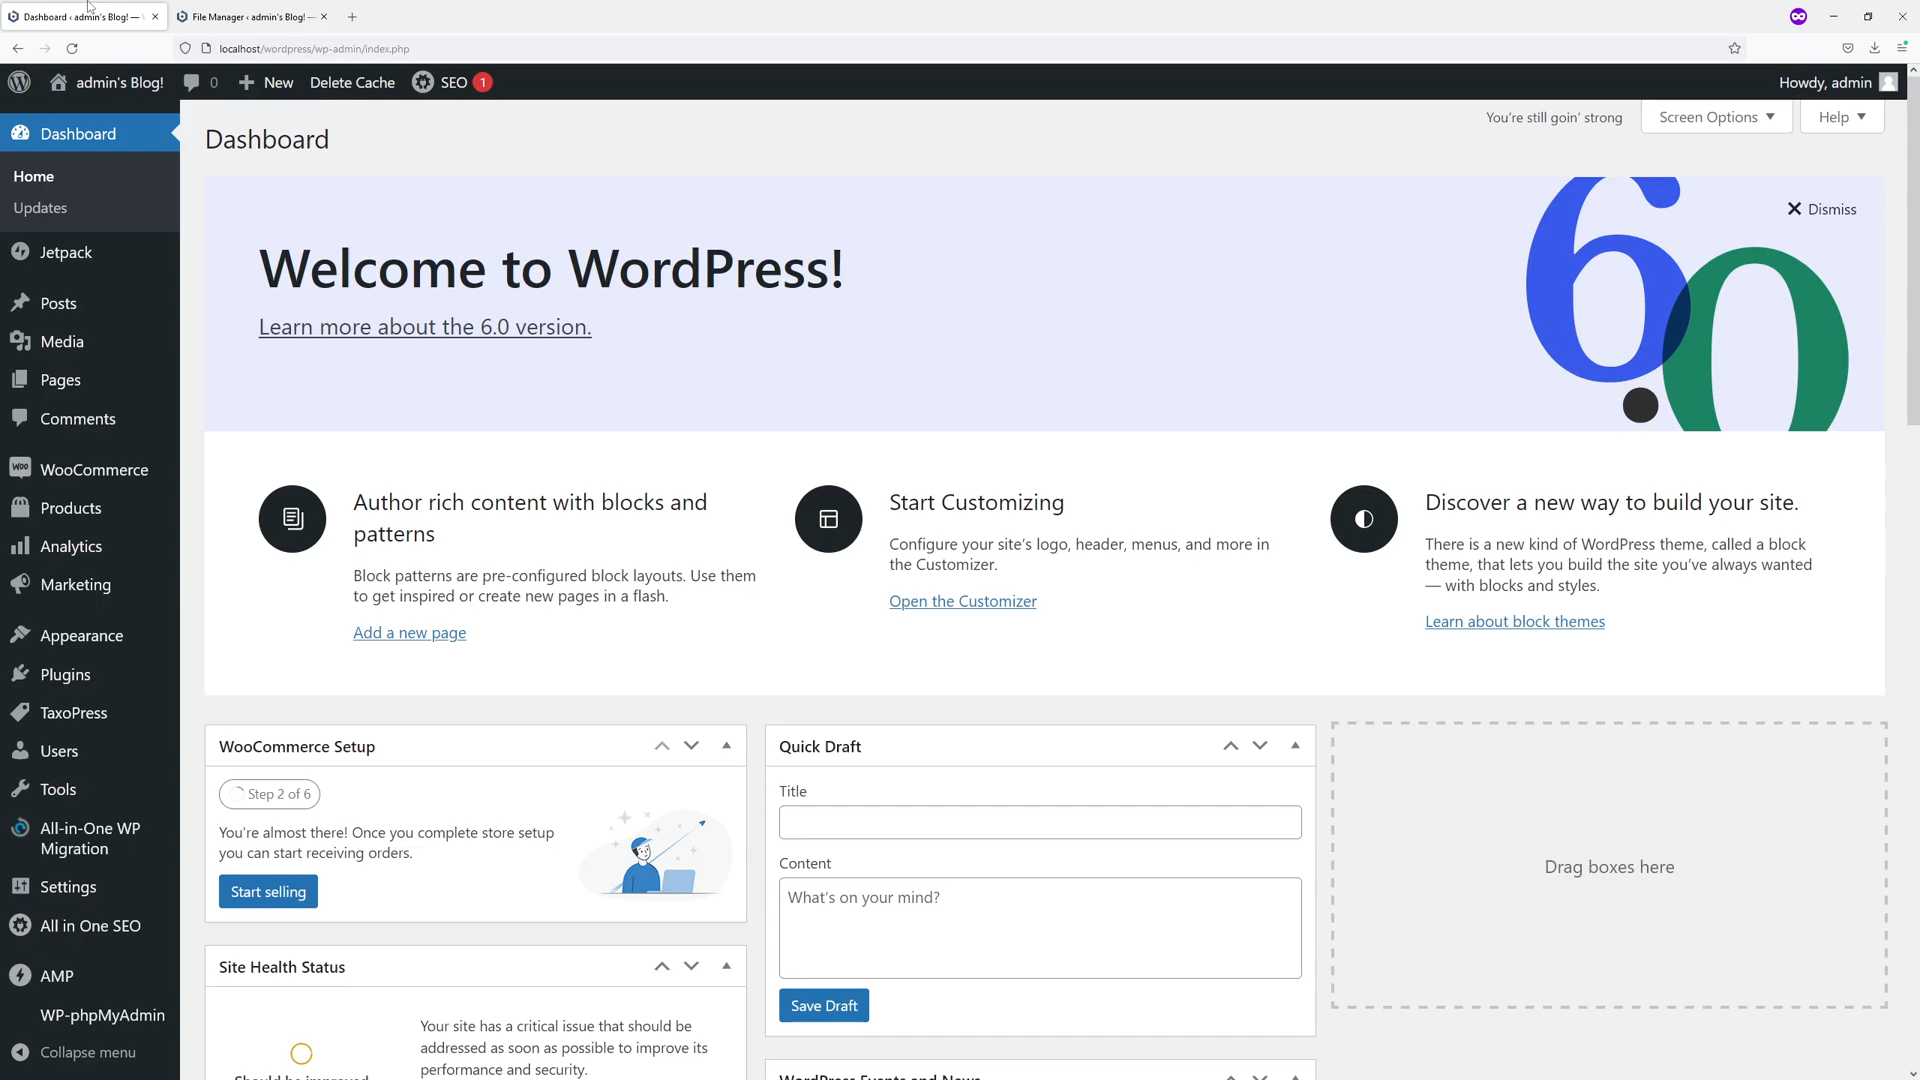 Dashboard ‹ admin's Blog! —
File Manager ‹ admin's Blog! —
localhost/wordpress/wp-admin/index.php
admin's Blog!
0
New
Delete Cache
SEO
1
Howdy, admin
You're still goin' strong
Screen Options
Help
Dashboard
Home
Updates
Jetpack
Posts
Media
Pages
Comments
WOO
WooCommerce
Products
Analytics
Marketing
Appearance
Plugins
TaxoPress
Users
Tools
All-in-One WP
Migration
Settings
All in One SEO
AMP
WP-phpMyAdmin
Collapse menu
Dashboard
Dismiss
Welcome to WordPress!
Learn more about the 6.0 version.
6.0
Author rich content with blocks and
patterns
Block patterns are pre-configured block layouts. Use them
to get inspired or create new pages in a flash.
Add a new page
Start Customizing
Configure your site's logo, header, menus, and more in
the Customizer.
Open the Customizer
Discover a new way to build your site.
There is a new kind of WordPress theme, called a block
theme, that lets you build the site you've always wanted
— with blocks and styles.
Learn about block themes
WooCommerce Setup
Step 2 of 6
You're almost there! Once you complete store setup
you can start receiving orders.
Start selling
Site Health Status
Your site has a critical issue that should be
addressed as soon as possible to improve its
performance and security.
Should be improved
Quick Draft
Title
Content
What's on your mind?
Save Draft
WordPress Events and News
Drag boxes here